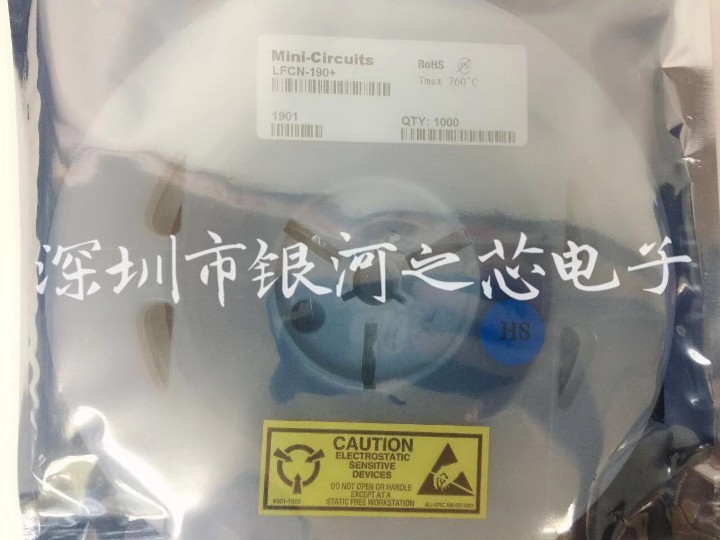 Mini-Circuits
LFCN-190+
RoHS
Tmax 260°C
1901
QTY: 1000
深圳市银河之芯电子
HS
CAUTION
ELECTROSTATIC
SENSITIVE
DEVICES
DO NOT OPEN OR HANDLE
EXCEPT AT A
STATIC FREE WORKSTATION